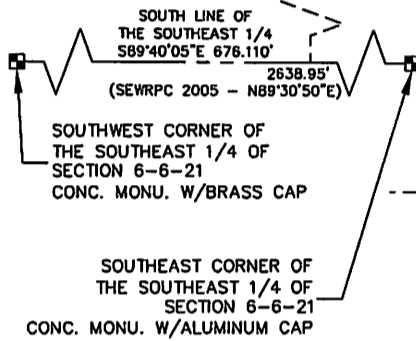 SOUTH LINE OF
THE SOUTHEAST 1/4
S89°40'05"E 676.110'
2638.95'
(SEWRPC 2005 - N89°30'50"E)
SOUTHWEST CORNER OF
THE SOUTHEAST 1/4 OF
SECTION 6-6-21
CONC. MONU. W/BRASS CAP
SOUTHEAST CORNER OF
THE SOUTHEAST 1/4 OF
SECTION 6-6-21
CONC. MONU. W/ALUMINUM CAP